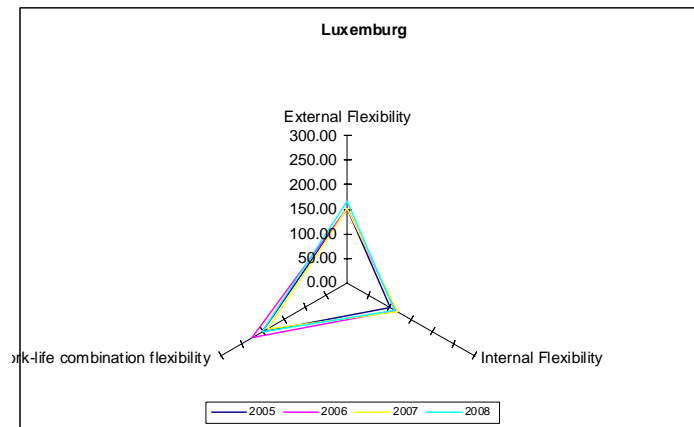 Luxemburg
External Flexibility
300.00
250.00
200.00
150.00
100.00
50.00
0.00
ork-life combination flexibility
Internal Flexibility
2005 2006 2007 2008